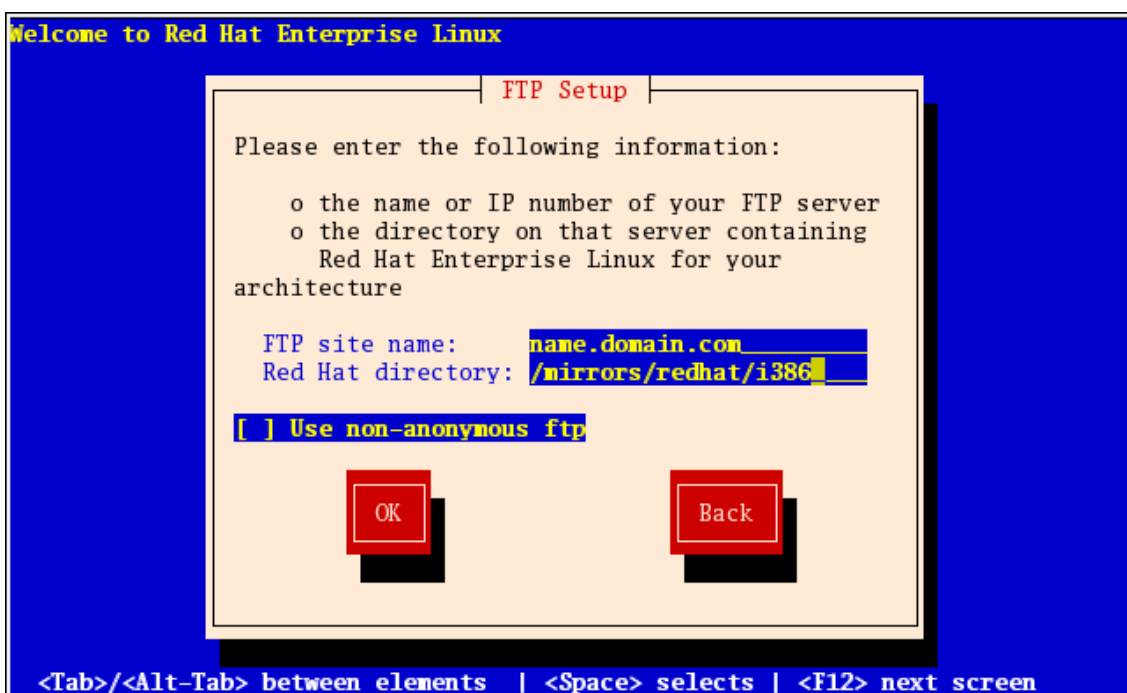 Welcome to Red Hat Enterprise Linux
FTP Setup
Please enter the following information:
o the name or IP number of your FTP server
o the directory on that server containing
Red Hat Enterprise Linux for your
architecture
FTP site name: name.domain.com_________
Red Hat directory: /mirrors/redhat/i386____
[ ] Use non-anonymous ftp
OK Back
<Tab>/<Alt-Tab> between elements | <Space> selects | <F12> next screen